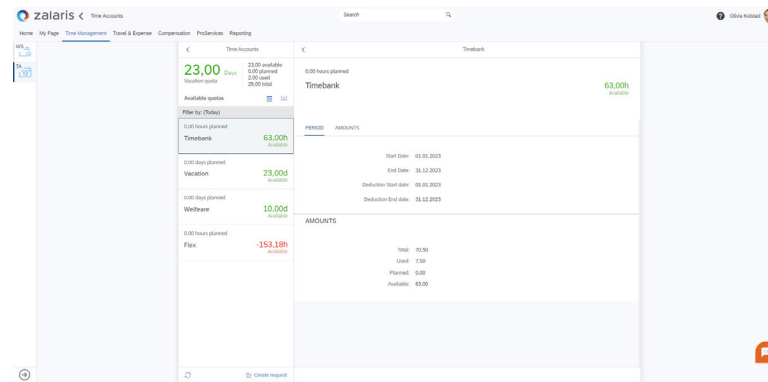 zalaris
Time Accounts
Search
Olivia Kolstad
Home My Page Time Management Travel & Expense Compensation ProServices Reporting
WS
TA
Time Accounts
Timebank
23,00 Days
Vacation quota
23,00 available
0,00 planned
2,00 used
25,00 total
Available quotas
Filter by: (Today)
0,00 hours planned
Timebank 63,00h
Available
0,00 days planned
Vacation 23,00d
Available
0,00 days planned
Welfeare 10,00d
Available
0,00 hours planned
Flex -153,18h
Available
Create request
0,00 hours planned
Timebank 63,00h
Available
PERIOD AMOUNTS
Start Date: 01.01.2023
End Date: 31.12.2023
Deduction Start date: 01.01.2023
Deduction End date: 31.12.2023
AMOUNTS
Total: 70,50
Used: 7,50
Planned: 0,00
Available: 63,00